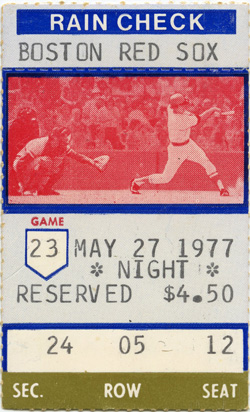 RAIN CHECK
BOSTON RED SOX
GAME
23 MAY 27 1977
* NIGHT *
RESERVED $4.50
24 05 12
SEC. ROW SEAT